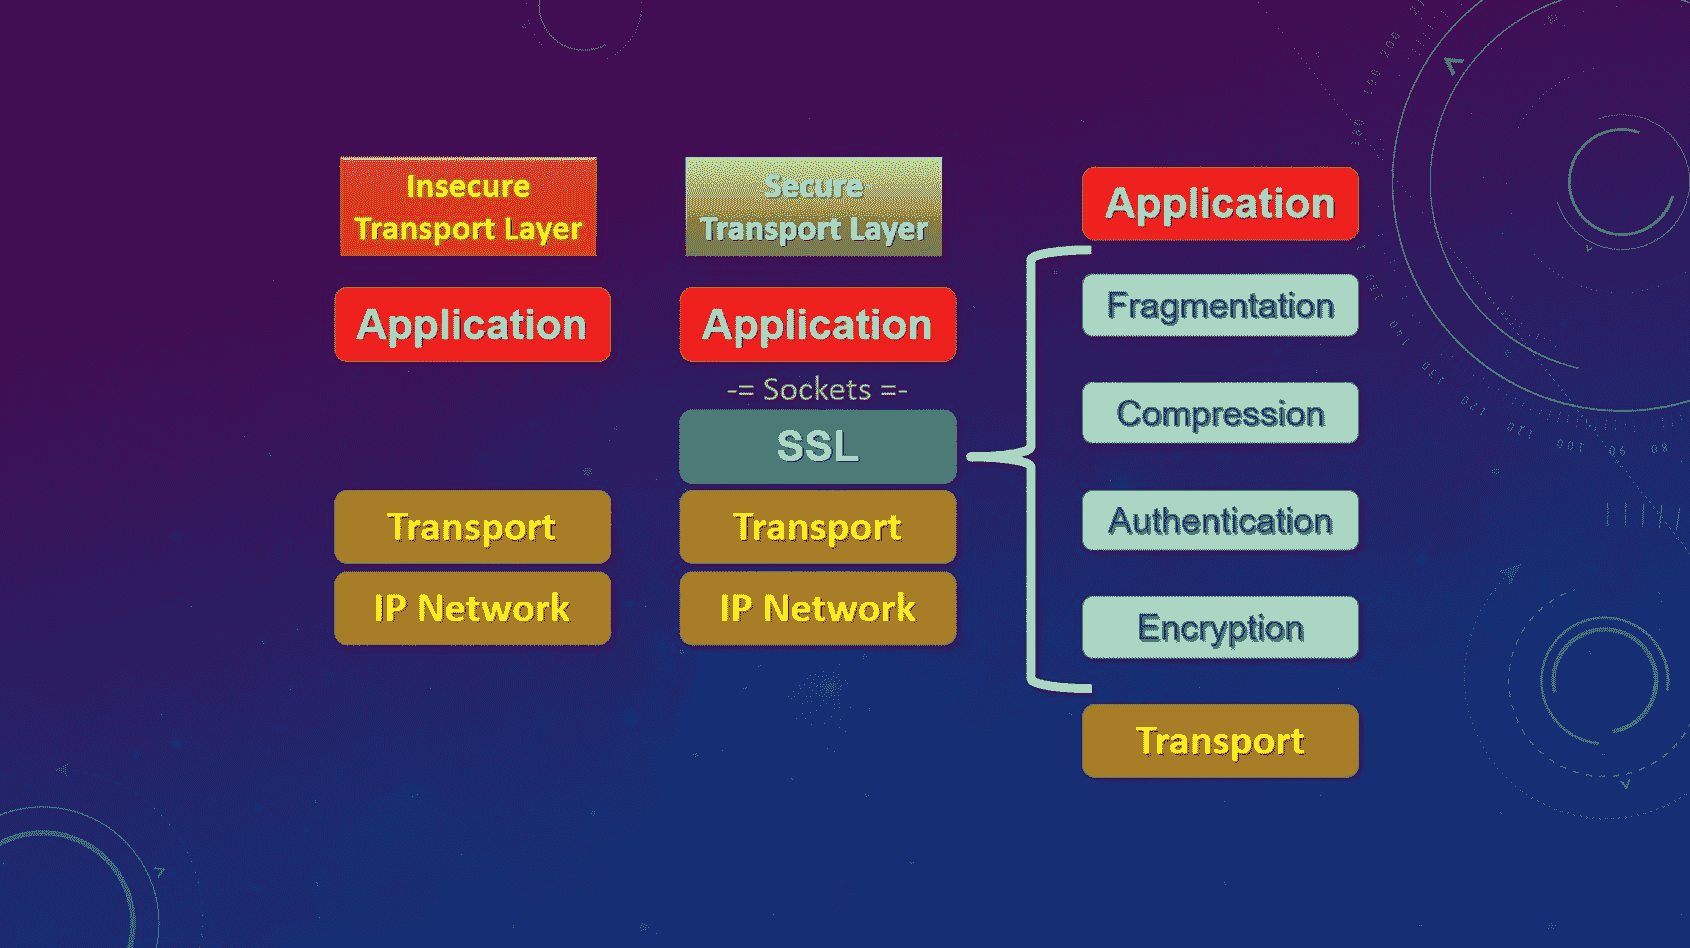 Insecure
Transport Layer
Application
Transport
IP Network
Secure
Transport Layer
Application
-= Sockets =-
SSL
Transport
IP Network
Application
Fragmentation
Compression
Authentication
Encryption
Transport